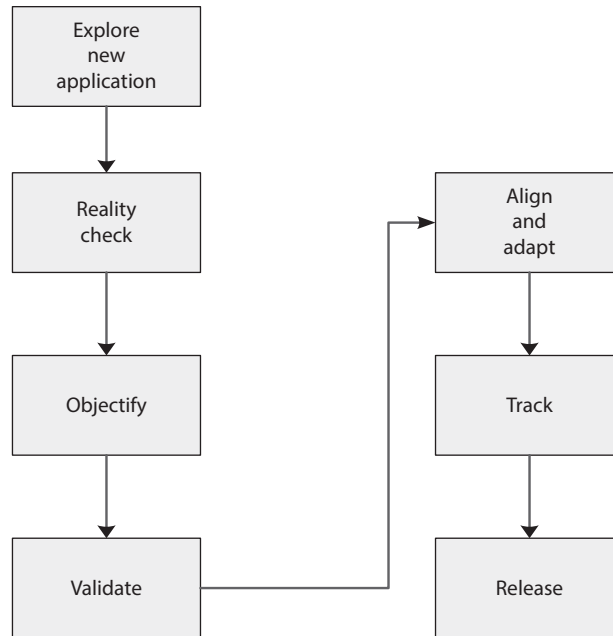 Explore
new
application
Reality
check
Objectify
Validate
Align
and
adapt
Track
Release